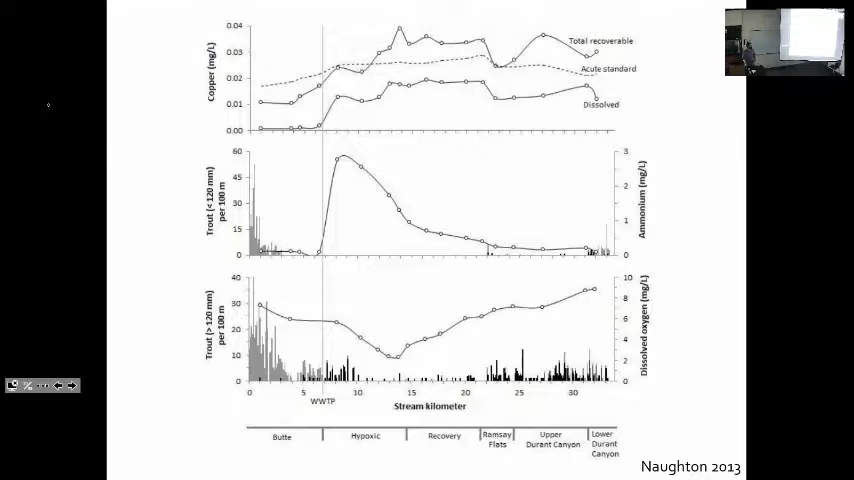 0.04
Total recoverable
0.03
Acute standard
0.02
Copper (mg/L)
0.01
Dissolved
0.00
60
3
45
2
30
15
1
0
0
Trout (<120 mm)
per 100 m
Ammonium (mg/L)
40
10
30
8
6
20
4
10
2
0
0
Trout (>120 mm)
per 100 m
Dissolved oxygen (mg/L)
0 5 10 15 20 25 30
WWTP
Stream kilometer
Butte
Hypoxic
Recovery
Ramsay
Flats
Upper
Durant Canyon
Lower
Durant
Canyon
Naughton 2013